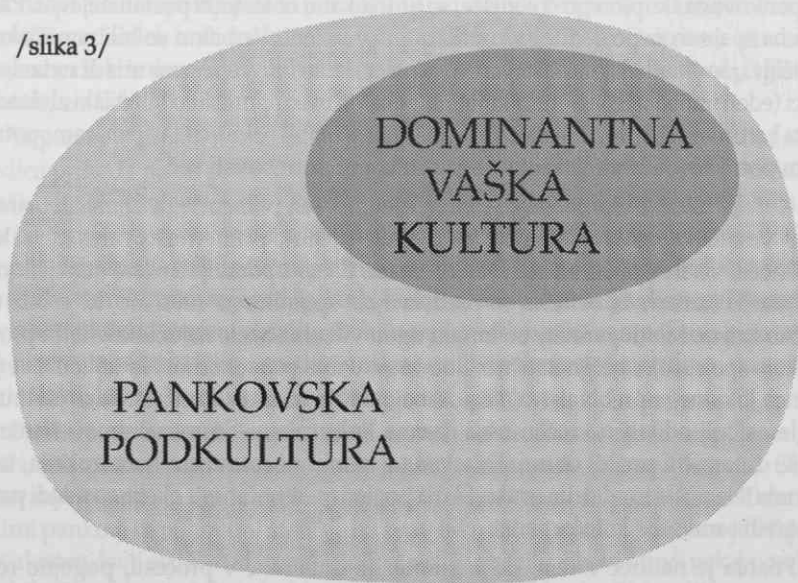 /slika 3/
DOMINANTNA
VAŠKA
KULTURA
PANKOVSKA
PODKULTURA